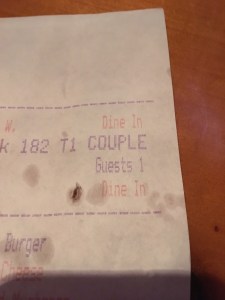 W. Dine In
k 182 T1 COUPLE
Guests 1
Dine In
Burger
Cheese